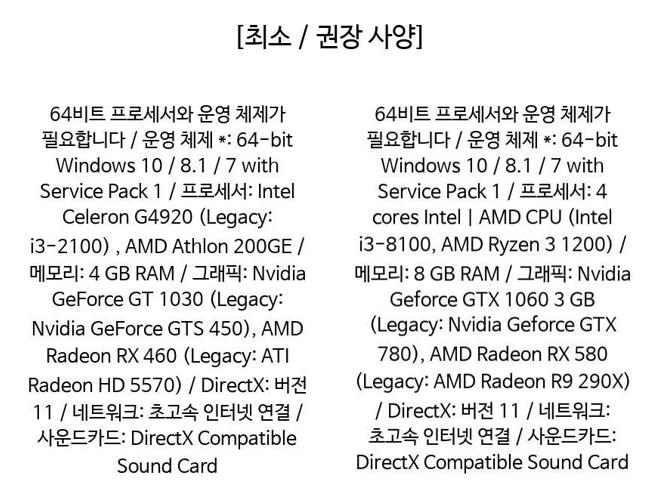 [최소 / 권장 사양]
64비트 프로세서와 운영 체제가
필요합니다 / 운영 체제 *: 64-bit
Windows 10 / 8.1 / 7 with
Service Pack 1 / 프로세서: Intel
Celeron G4920 (Legacy:
i3-2100) , AMD Athlon 200GE /
메모리: 4 GB RAM / 그래픽: Nvidia
GeForce GT 1030 (Legacy:
Nvidia GeForce GTS 450), AMD
Radeon RX 460 (Legacy: ATI
Radeon HD 5570) / DirectX: 버전
11 / 네트워크: 초고속 인터넷 연결 /
사운드카드: DirectX Compatible
Sound Card
64비트 프로세서와 운영 체제가
필요합니다 / 운영 체제 *: 64-bit
Windows 10 / 8.1 / 7 with
Service Pack 1 / 프로세서: 4
cores Intel | AMD CPU (Intel
i3-8100, AMD Ryzen 3 1200) /
메모리: 8 GB RAM / 그래픽: Nvidia
Geforce GTX 1060 3 GB
(Legacy: Nvidia Geforce GTX
780), AMD Radeon RX 580
(Legacy: AMD Radeon R9 290X)
/ DirectX: 버전 11 / 네트워크:
초고속 인터넷 연결 / 사운드카드:
DirectX Compatible Sound Card